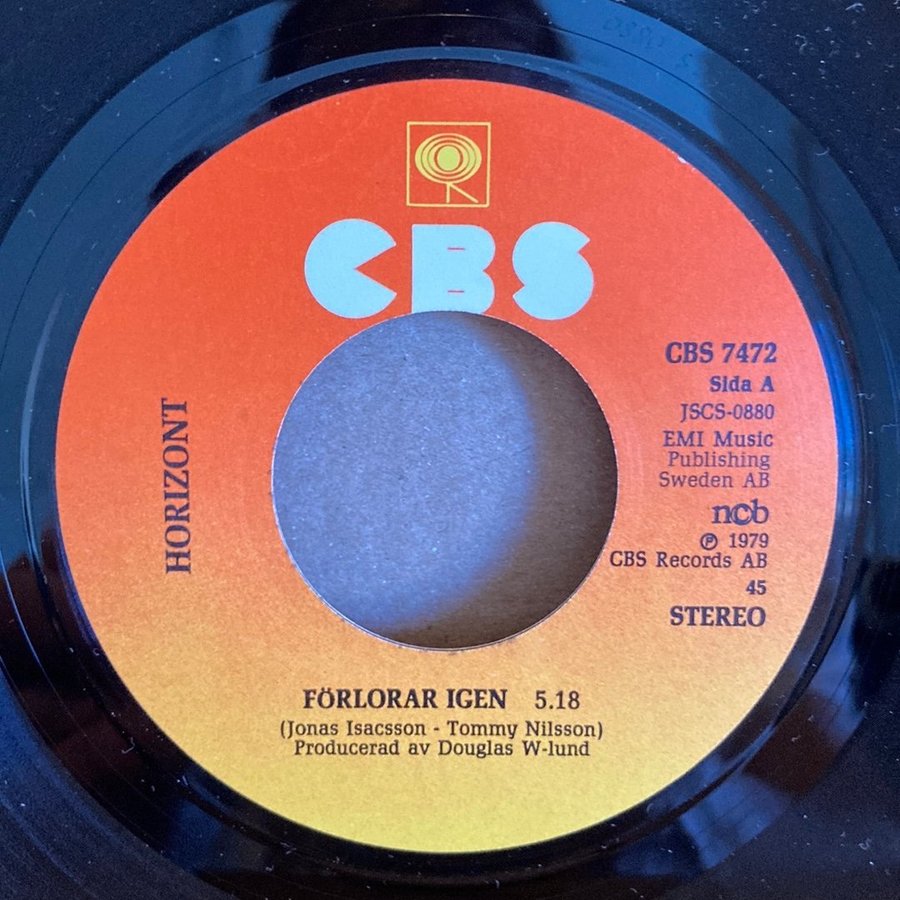 CBS
HORIZONT
CBS 7472
Sida A
JSCS-0880
EMI Music
Publishing
Sweden AB
ncb
Ⓟ 1979
CBS Records AB
45
STEREO
FÖRLORAR IGEN 5.18
(Jonas Isacsson - Tommy Nilsson)
Producerad av Douglas W-lund